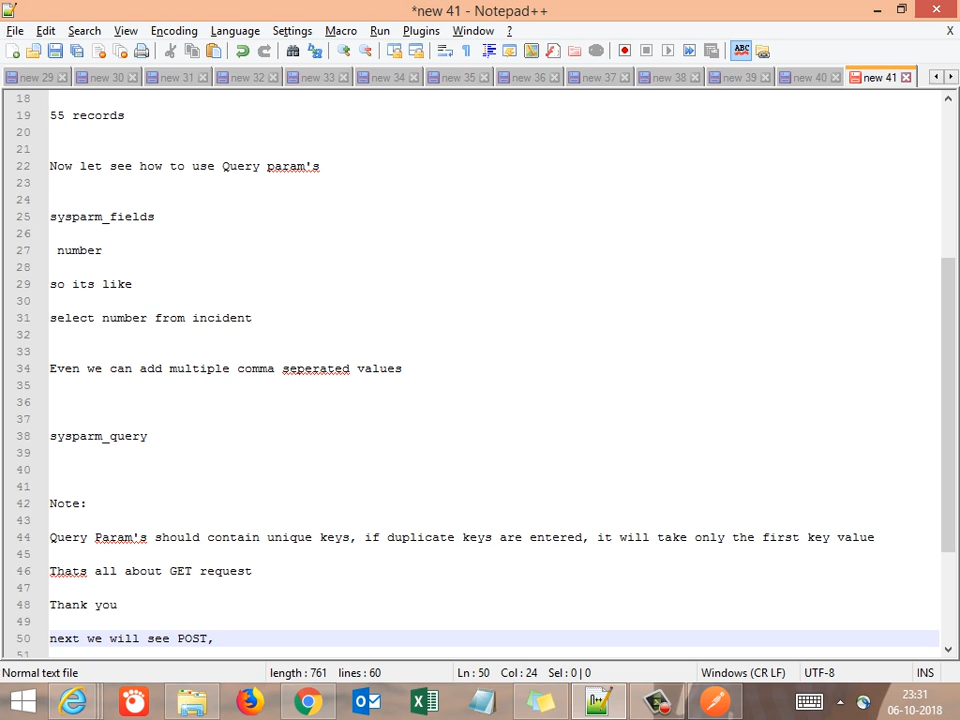 *new 41 - Notepad++
File Edit Search View Encoding Language Settings Macro Run Plugins Window ? X
new 29 new 30 new 31 new 32 new 33 new 34 new 35 new 36 new 37 new 38 new 39 new 40 new 41
18
19 55 records
20
21
22 Now let see how to use Query param's
23
24
25 sysparm_fields
26
27 number
28
29 so its like
30
31 select number from incident
32
33
34 Even we can add multiple comma seperated values
35
36
37
38 sysparm_query
39
40
41
42 Note:
43
44 Query Param's should contain unique keys, if duplicate keys are entered, it will take only the first key value
45
46 Thats all about GET request
47
48 Thank you
49
50 next we will see POST,
51
Normal text file length : 761 lines : 60 Ln : 50 Col : 24 Sel : 0 | 0 Windows (CR LF) UTF-8 INS
23:31
06-10-2018